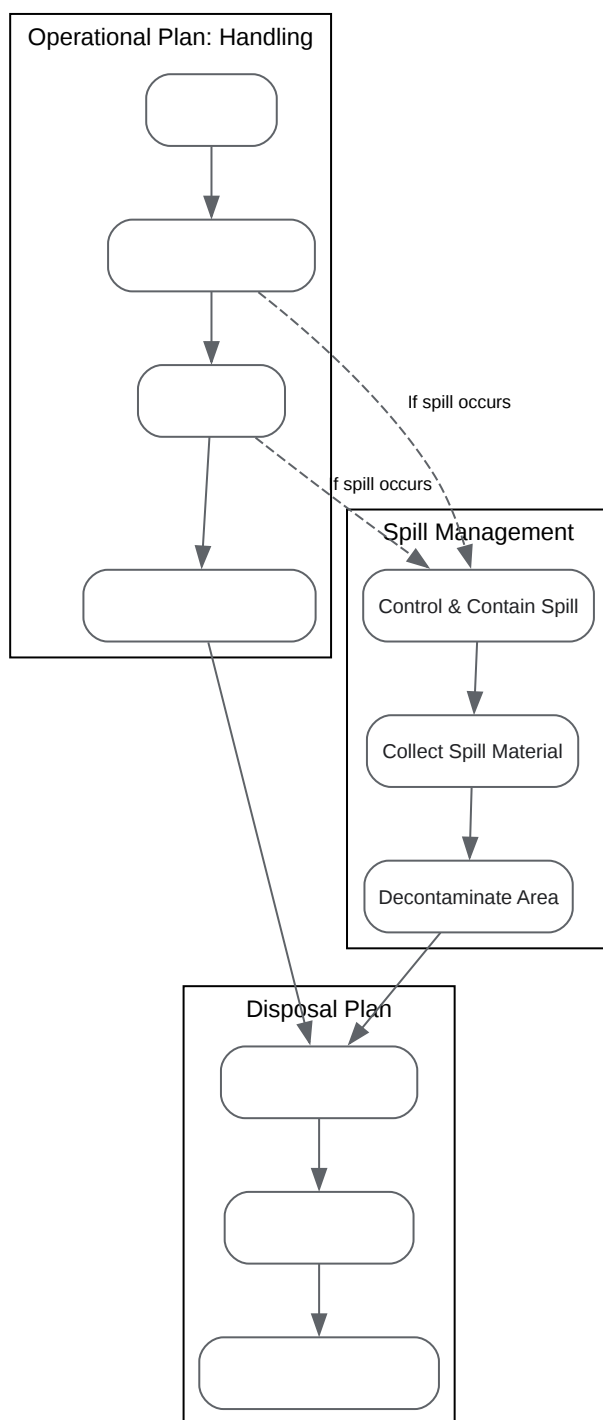 Operational Plan: Handling
If spill occurs
f spill occurs
Spill Management
Control & Contain Spill
Collect Spill Material
Decontaminate Area
Disposal Plan